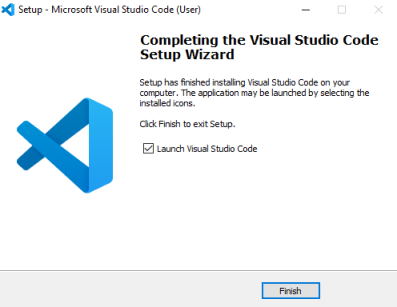 Setup - Microsoft Visual Studio Code (User)
Completing the Visual Studio Code
Setup Wizard
Setup has finished installing Visual Studio Code on your
computer. The application may be launched by selecting the
installed icons.
Click Finish to exit Setup.
Launch Visual Studio Code
Finish